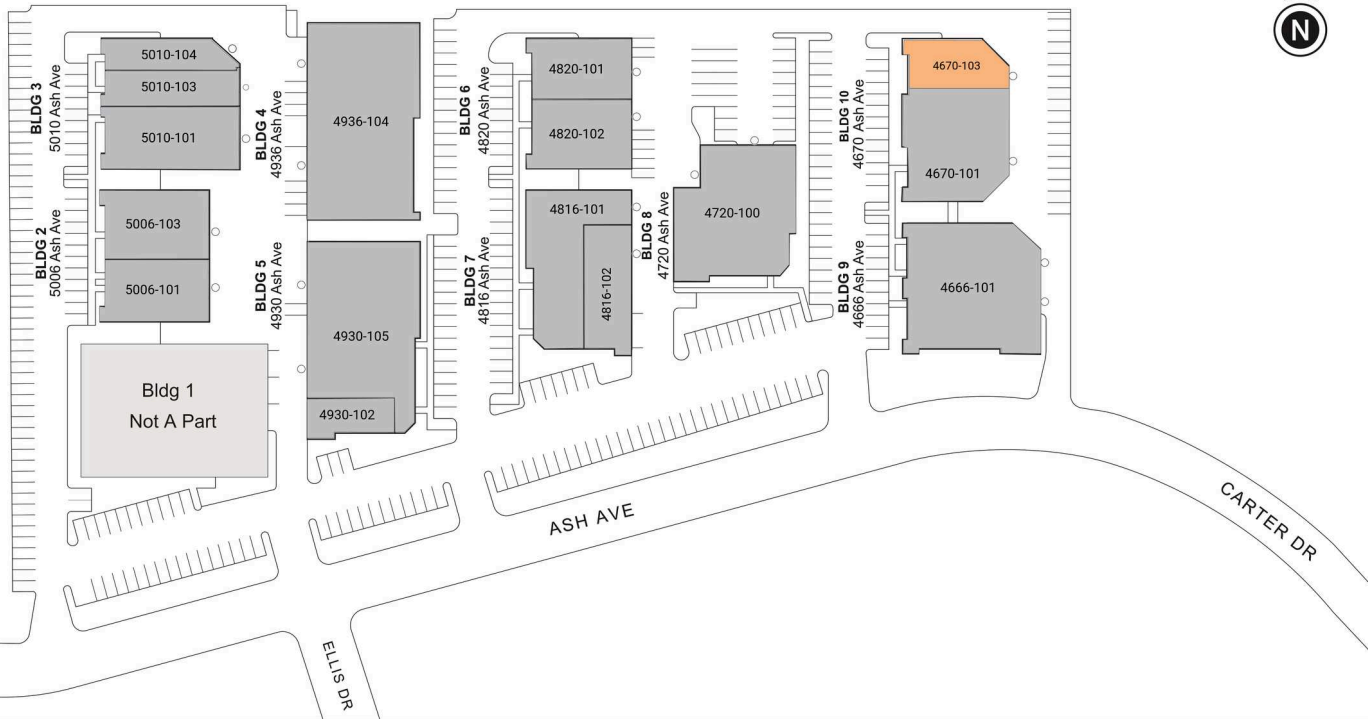 N
BLDG 3
5010 Ash Ave
5010-104
5010-103
5010-101
BLDG 2
5006 Ash Ave
5006-103
5006-101
Bldg 1
Not A Part
BLDG 4
4936 Ash Ave
4936-104
BLDG 5
4930 Ash Ave
4930-105
4930-102
BLDG 6
4820 Ash Ave
4820-101
4820-102
BLDG 7
4816 Ash Ave
4816-101
4816-102
BLDG 8
4720 Ash Ave
4720-100
BLDG 10
4670 Ash Ave
4670-103
4670-101
BLDG 9
4666 Ash Ave
4666-101
ASH AVE
CARTER DR
ELLIS DR